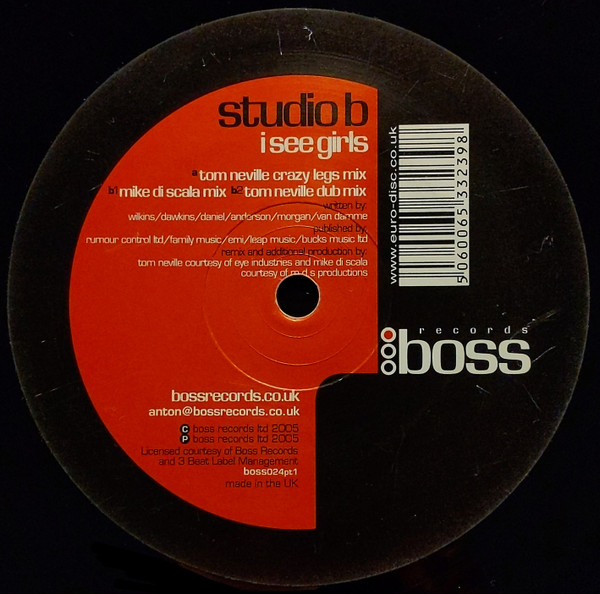 studio b
i see girls
a tom neville crazy legs mix
b1 mike di scala mix b2 tom neville dub mix
written by:
wilkins/dawkins/daniel/anderson/morgan/van damme
published by:
rumour control ltd/family music/emi/leap music/bucks music ltd
remix and additional production by:
tom neville courtesy of eye industries and mike di scala
courtesy of m d s productions
www.euro-disc.co.uk
5 060065 332398
records
boss
bossrecords.co.uk
anton@bossrecords.co.uk
C boss records ltd 2005
P boss records ltd 2005
Licensed courtesy of Boss Records
and 3 Beat Label Management
boss024pt1
made in the UK